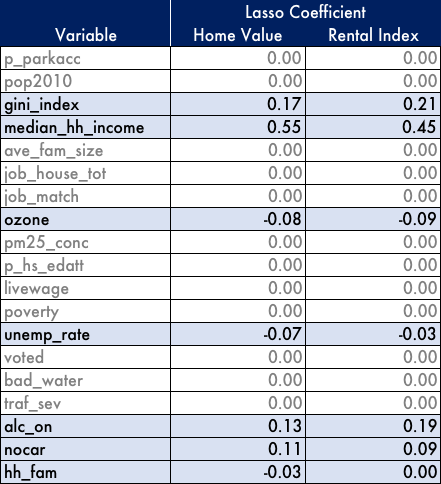 Lasso Coefficient
Variable Home Value Rental Index
p_parkacc 0.00 0.00
pop2010 0.00 0.00
gini_index 0.17 0.21
median_hh_income 0.55 0.45
ave_fam_size 0.00 0.00
job_house_tot 0.00 0.00
job_match 0.00 0.00
ozone -0.08 -0.09
pm25_conc 0.00 0.00
p_hs_edatt 0.00 0.00
livewage 0.00 0.00
poverty 0.00 0.00
unemp_rate -0.07 -0.03
voted 0.00 0.00
bad_water 0.00 0.00
traf_sev 0.00 0.00
alc_on 0.13 0.19
nocar 0.11 0.09
hh_fam -0.03 0.00